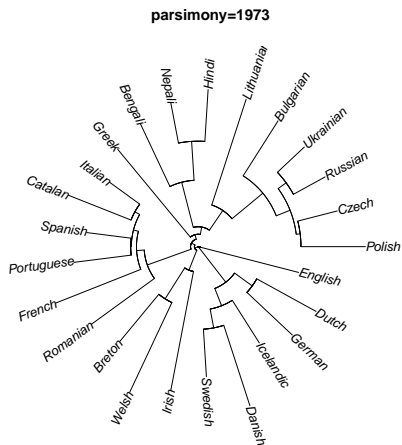 parsimony=1973
Lithuanian
Hindi
Nepali
Bengali
Bulgarian
Ukrainian
Greek
Russian
Italian
Catalan
Czech
Spanish
Polish
Portuguese
English
French
Dutch
Romanian
German
Breton
Icelandic
Welsh
Irish
Swedish
Danish